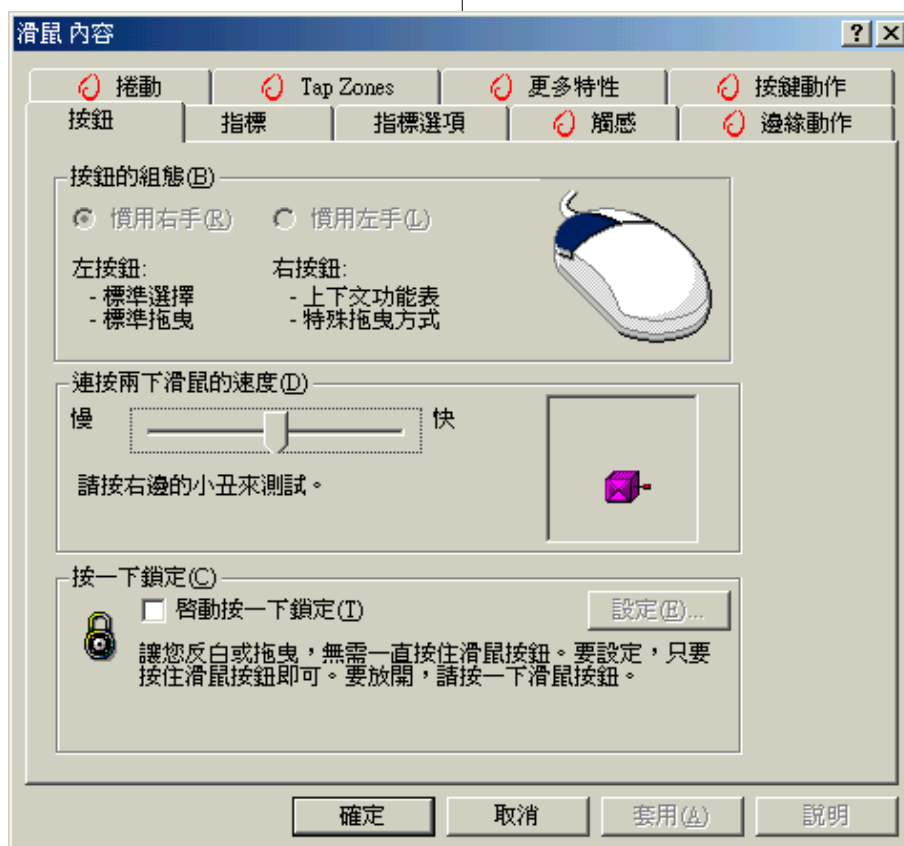 滑鼠 內容
捲動 Tap Zones 更多特性 按鍵動作
按鈕 指標 指標選項 觸感 邊緣動作
按鈕的組態(B)
慣用右手(R) 慣用左手(L)
左按鈕: 右按鈕:
- 標準選擇 - 上下文功能表
- 標準拖曳 - 特殊拖曳方式
連按兩下滑鼠的速度(D)
慢 快
請按右邊的小丑來測試。
按一下鎖定(C)
啓動按一下鎖定(T) 設定(E)...
讓您反白或拖曳，無需一直按住滑鼠按鈕。要設定，只要
按住滑鼠按鈕即可。要放開，請按一下滑鼠按鈕。
確定 取消 套用(A) 說明